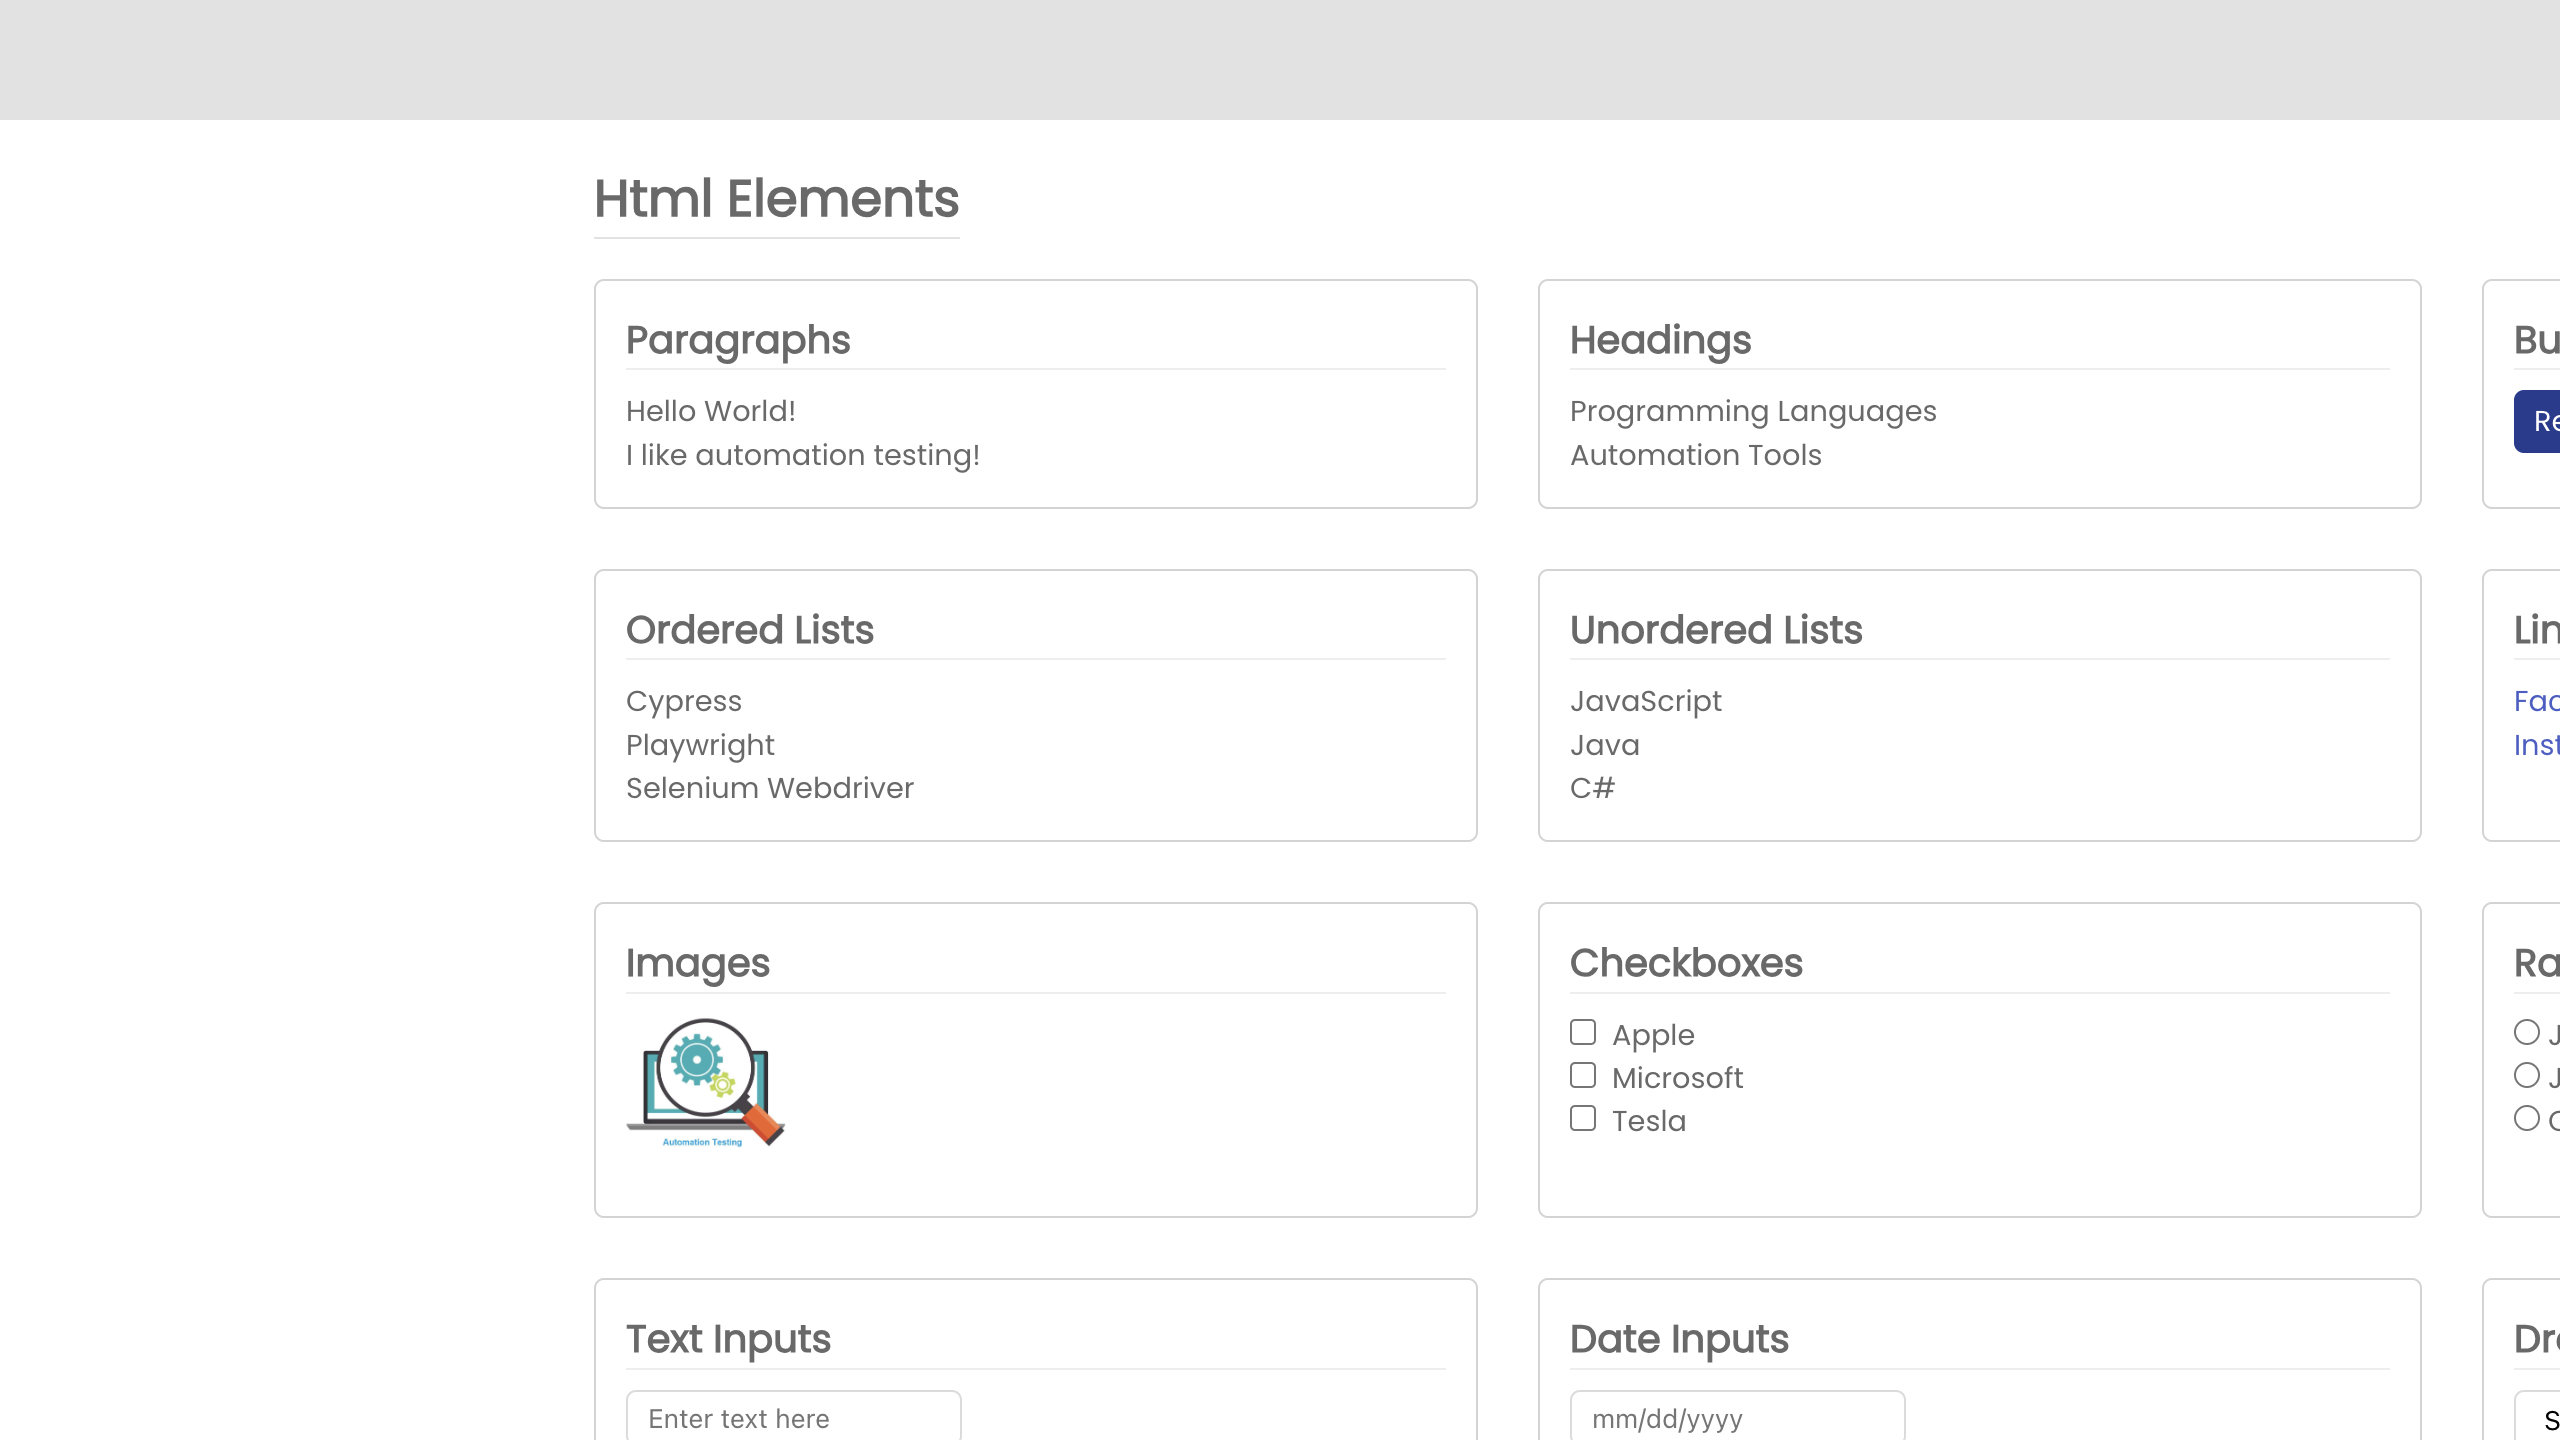 Html Elements
Paragraphs
Hello World!
I like automation testing!
Headings
Programming Languages
Automation Tools
Bu
Re
Ordered Lists
Cypress
Playwright
Selenium Webdriver
Unordered Lists
JavaScript
Java
C#
Lin
Fac
Inst
Images
Automation Testing
Checkboxes
Apple
Microsoft
Tesla
Ra
J
J
Text Inputs
Enter text here
Date Inputs
mm/dd/yyyy
Dr
S